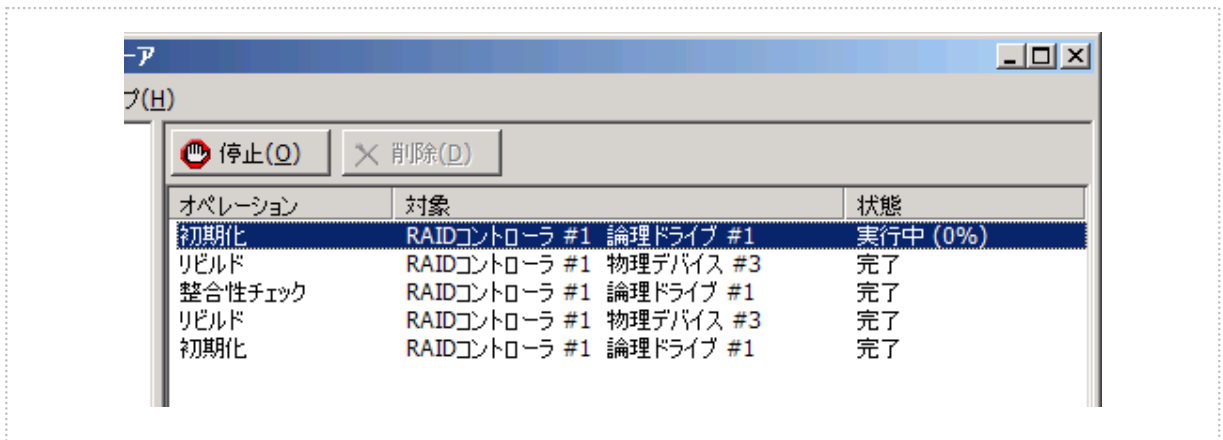 ーア
プ(H)
停止(O) 削除(D)
オペレーション 対象 状態
初期化 RAIDコントローラ #1 論理ドライブ #1 実行中 (0%)
リビルド RAIDコントローラ #1 物理デバイス #3 完了
整合性チェック RAIDコントローラ #1 論理ドライブ #1 完了
リビルド RAIDコントローラ #1 物理デバイス #3 完了
初期化 RAIDコントローラ #1 論理ドライブ #1 完了